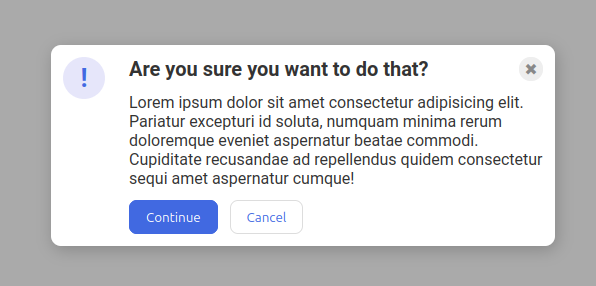 !
Are you sure you want to do that?
✖
Lorem ipsum dolor sit amet consectetur adipisicing elit.
Pariatur excepturi id soluta, numquam minima rerum
doloremque eveniet aspernatur beatae commodi.
Cupiditate recusandae ad repellendus quidem consectetur
sequi amet aspernatur cumque!
Continue
Cancel